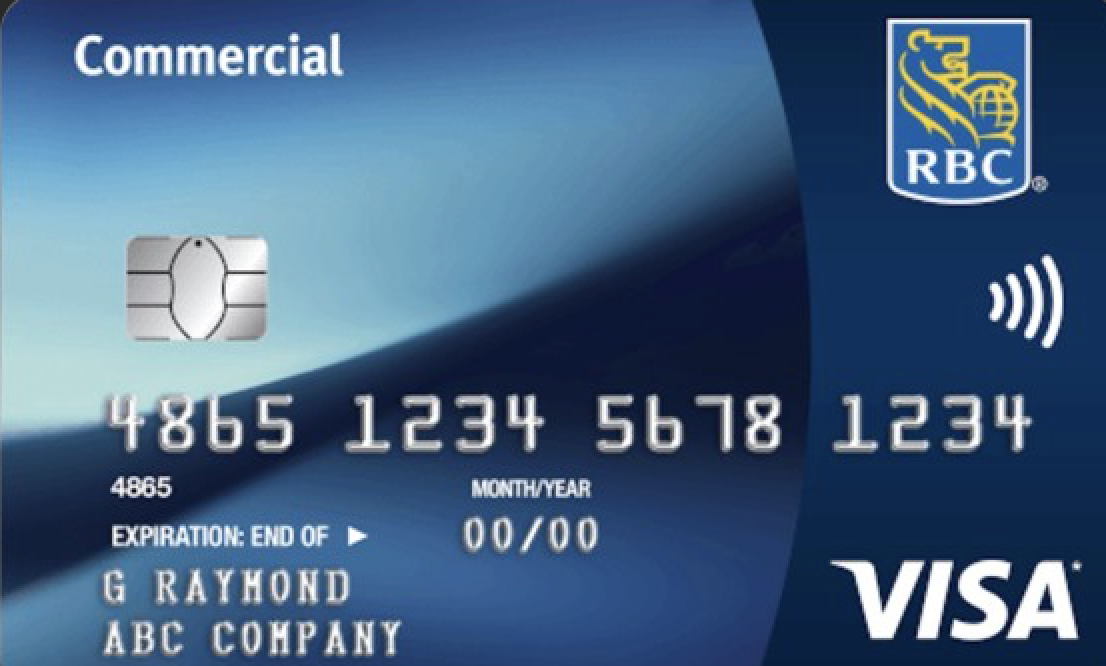 Commercial
RBC®
4865 1234 5678 1234
4865
MONTH/YEAR
EXPIRATION: END OF ► 00/00
G RAYMOND
ABC COMPANY
VISA